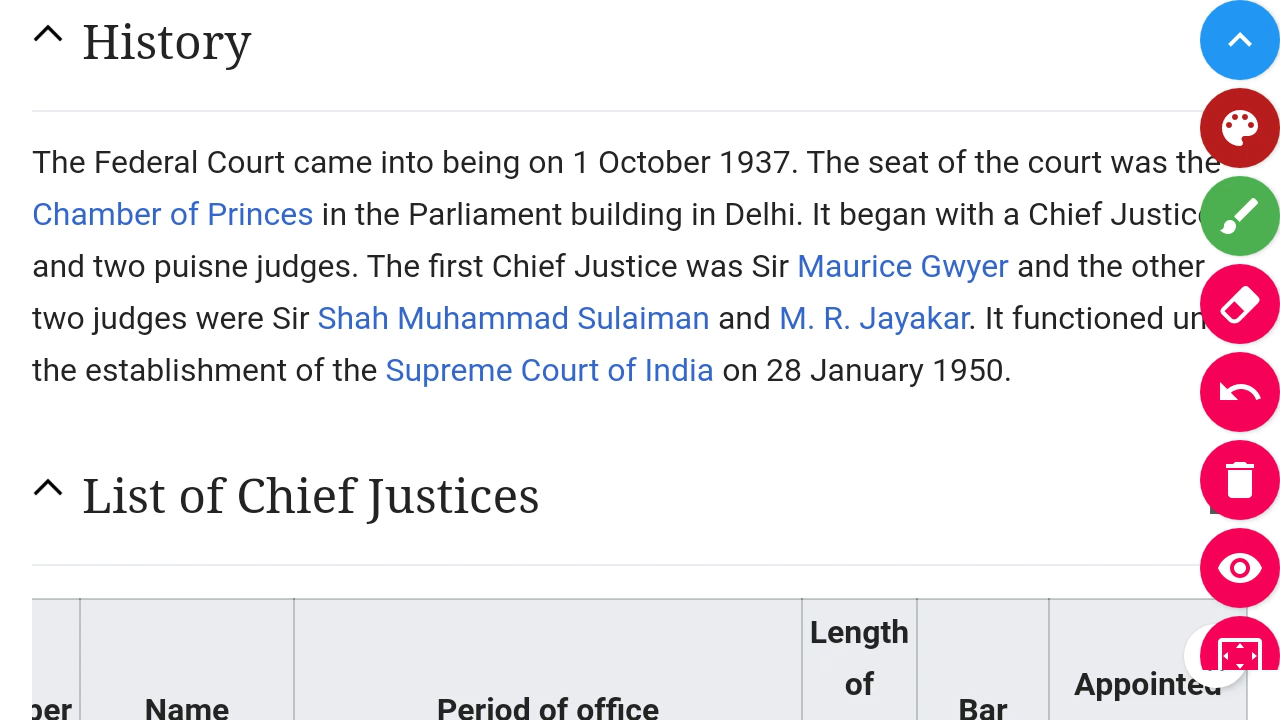 History
The Federal Court came into being on 1 October 1937. The seat of the court was the
Chamber of Princes in the Parliament building in Delhi. It began with a Chief Justice
and two puisne judges. The first Chief Justice was Sir Maurice Gwyer and the other
two judges were Sir Shah Muhammad Sulaiman and M. R. Jayakar. It functioned
the establishment of the Supreme Court of India on 28 January 1950.
List of Chief Justices
Length
of
Appointed
Name Period of office Bar